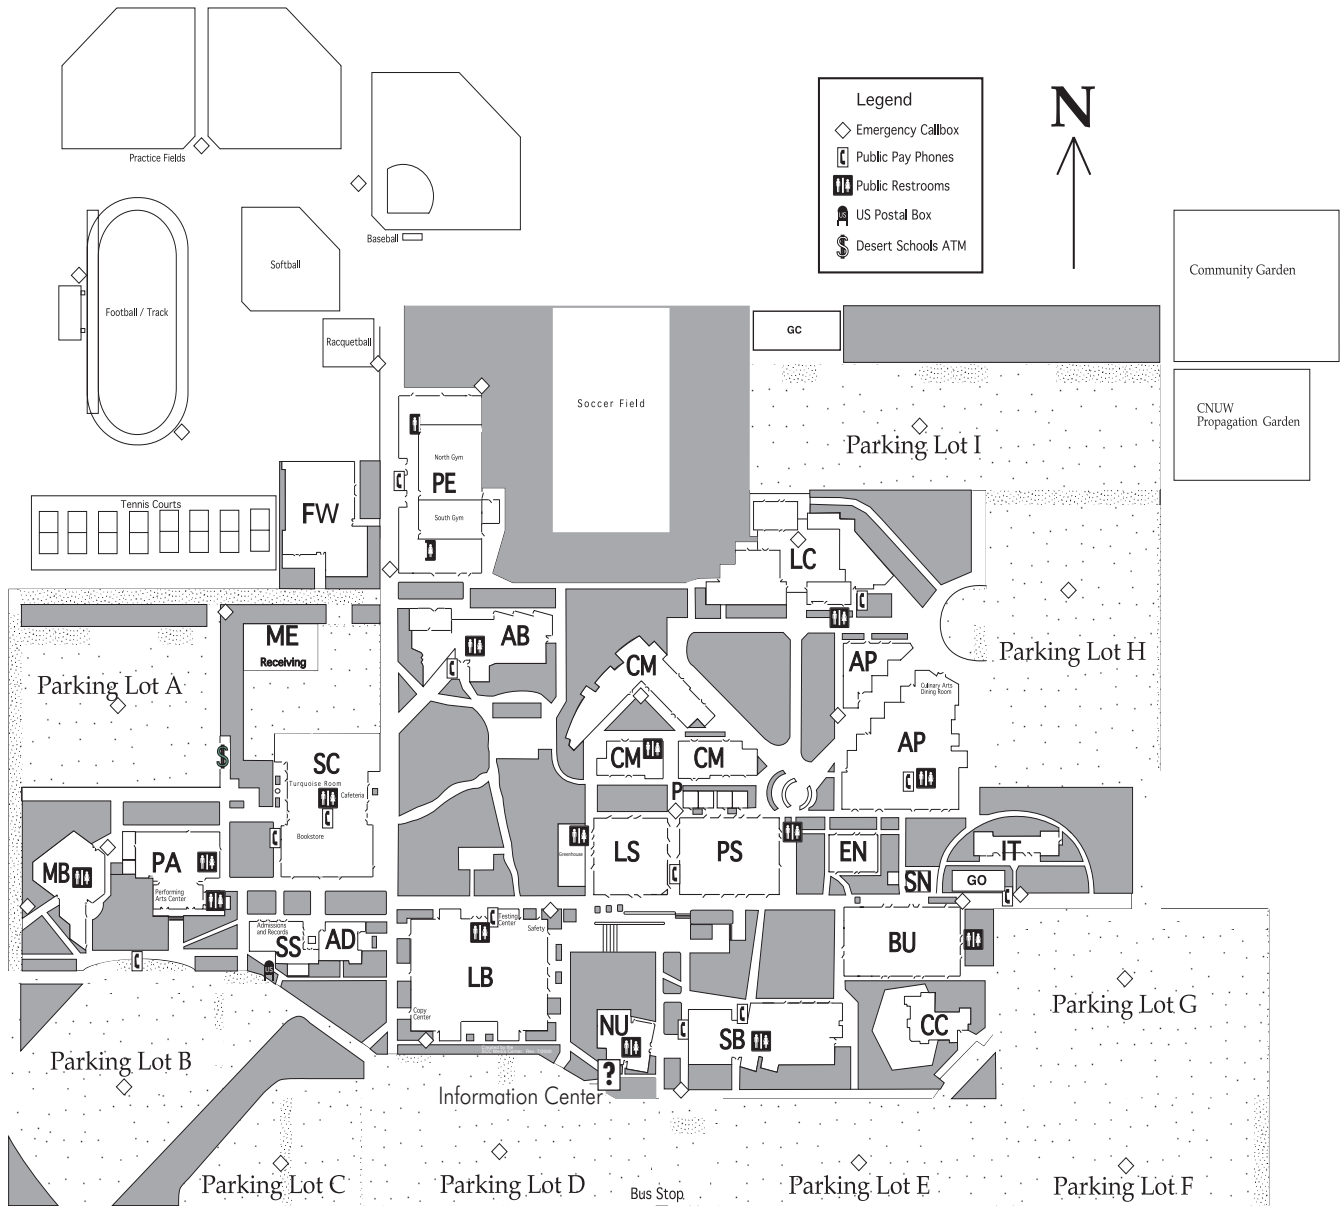 Legend
Emergency Callbox
Public Pay Phones
Public Restrooms
US
US Postal Box
Desert Schools ATM
N
Practice Fields
Baseball
Softball
Football / Track
Racquetball
Community Garden
CNUW
Propagation Garden
GC
Soccer Field
Parking Lot I
North Gym
PE
South Gym
Tennis Courts
FW
LC
ME
Receiving
AB
CM
AP
Culinary Arts
Dining Room
Parking Lot H
Parking Lot A
SC
Turquoise Room
Cafeteria
Bookstore
CM
CM
AP
P
MB
PA
Performing
Arts Center
Greenhouse
LS
PS
EN
IT
SN
GO
Admissions
and Records
SS
AD
US
Testing
Center
Safety
LB
Copy
Center
BU
NU
SB
CC
?
Information Center
Parking Lot G
Parking Lot B
Parking Lot C
Parking Lot D
Bus Stop
Parking Lot E
Parking Lot F